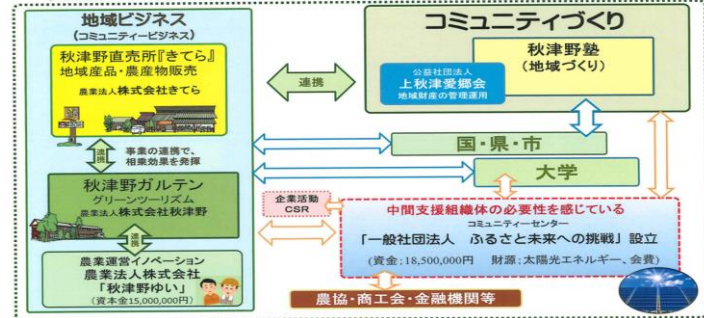 地域ビジネス
(コミュニティービジネス)
秋津野直売所『きてら』
地域産品・農産物販売
農業法人株式会社きてら
連携
事業の連携で、
相乗効果を発揮
秋津野ガルテン
グリーンツーリズム
農業法人株式会社秋津野
連携
農業運営イノベーション
農業法人株式会社
「秋津野ゆい」
(資本金15,000,000円)
連携
コミュニティづくり
秋津野塾
(地域づくり)
公益社団法人
上秋津愛郷会
地域財産の管理運用
国・県・市
大学
企業活動
CSR
中間支援組織体の必要性を感じている
コミュニティーセンター
「一般社団法人 ふるさと未来への挑戦」設立
(資金;18,500,000円 財源;太陽光エネルギー、会費)
農協・商工会・金融機関等